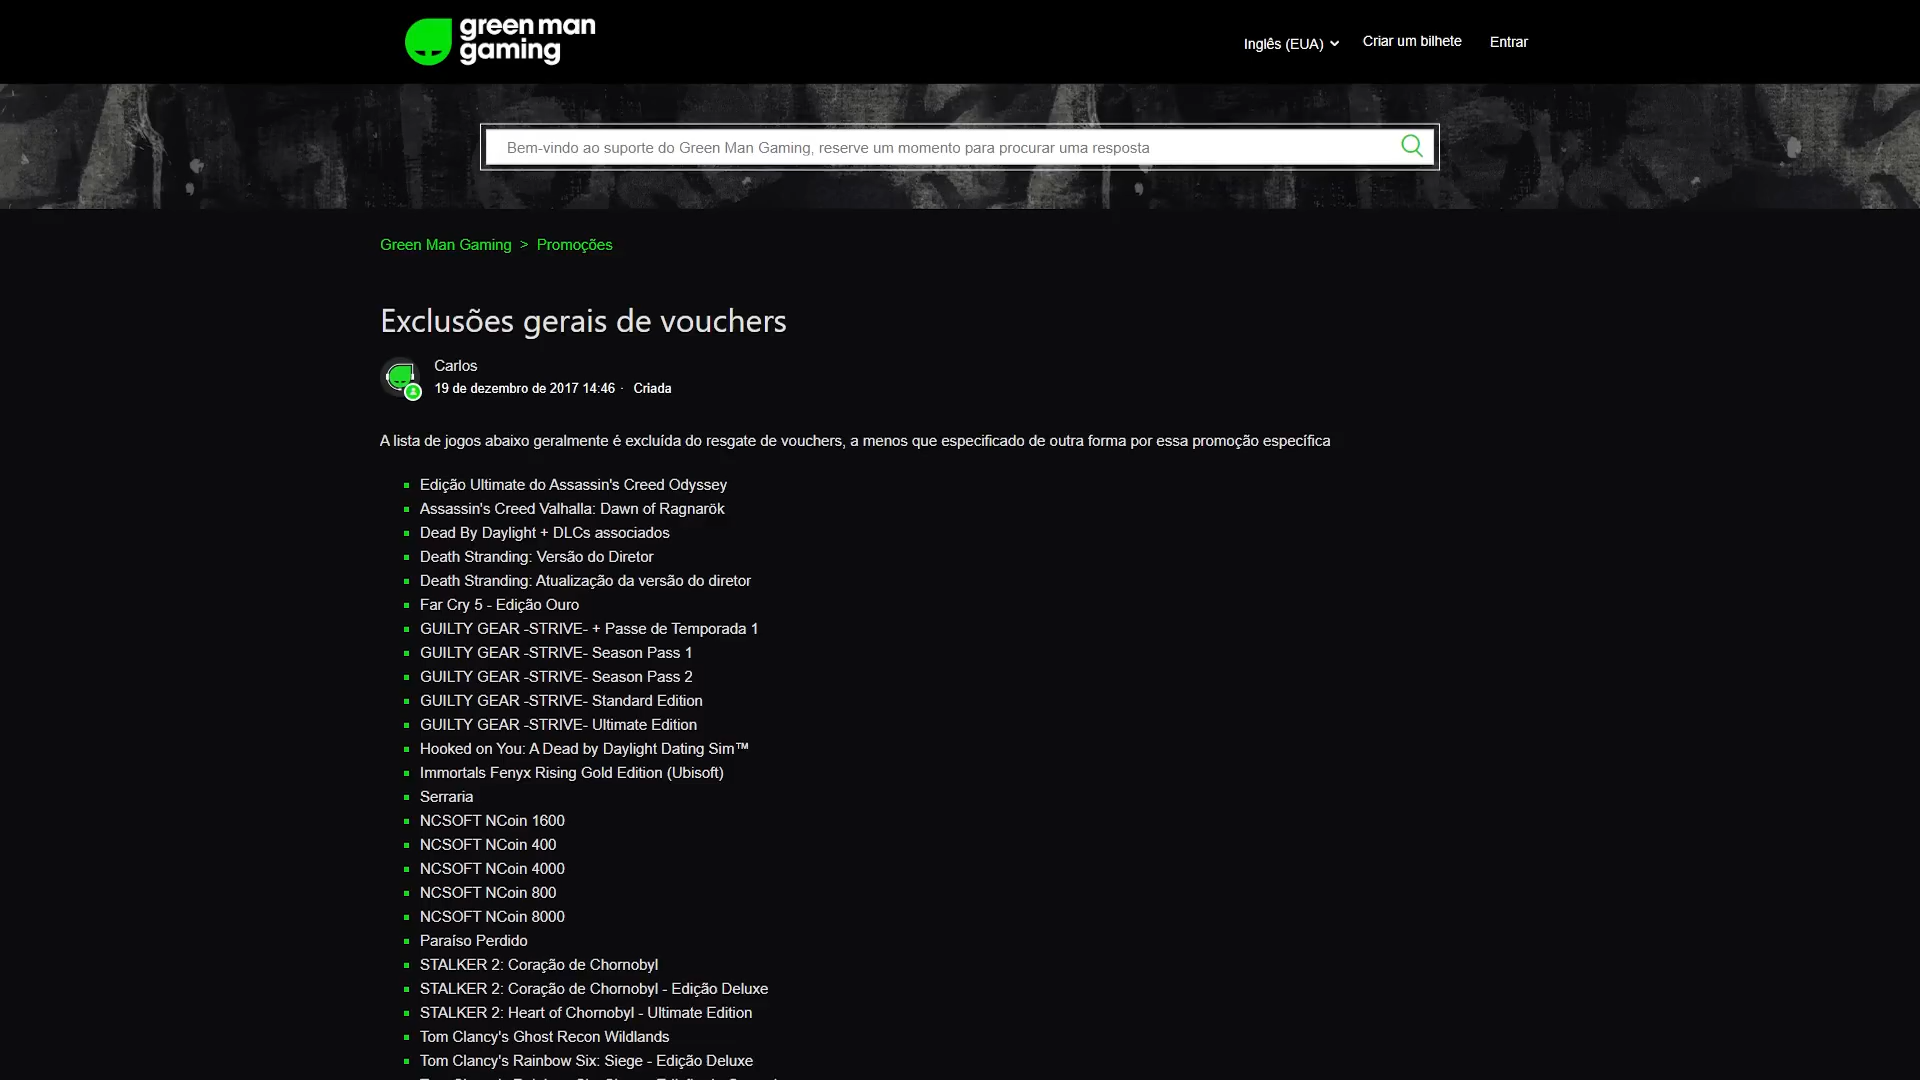 green man
gaming
Inglês (EUA)
Criar um bilhete
Entrar
Bem-vindo ao suporte do Green Man Gaming, reserve um momento para procurar uma resposta
Green Man Gaming > Promoções
Exclusões gerais de vouchers
Carlos
19 de dezembro de 2017 14:46 · Criada
A lista de jogos abaixo geralmente é excluída do resgate de vouchers, a menos que especificado de outra forma por essa promoção específica
Edição Ultimate do Assassin's Creed Odyssey
Assassin's Creed Valhalla: Dawn of Ragnarök
Dead By Daylight + DLCs associados
Death Stranding: Versão do Diretor
Death Stranding: Atualização da versão do diretor
Far Cry 5 - Edição Ouro
GUILTY GEAR -STRIVE- + Passe de Temporada 1
GUILTY GEAR -STRIVE- Season Pass 1
GUILTY GEAR -STRIVE- Season Pass 2
GUILTY GEAR -STRIVE- Standard Edition
GUILTY GEAR -STRIVE- Ultimate Edition
Hooked on You: A Dead by Daylight Dating Sim™
Immortals Fenyx Rising Gold Edition (Ubisoft)
Serraria
NCSOFT NCoin 1600
NCSOFT NCoin 400
NCSOFT NCoin 4000
NCSOFT NCoin 800
NCSOFT NCoin 8000
Paraíso Perdido
STALKER 2: Coração de Chornobyl
STALKER 2: Coração de Chornobyl - Edição Deluxe
STALKER 2: Heart of Chornobyl - Ultimate Edition
Tom Clancy's Ghost Recon Wildlands
Tom Clancy's Rainbow Six: Siege - Edição Deluxe